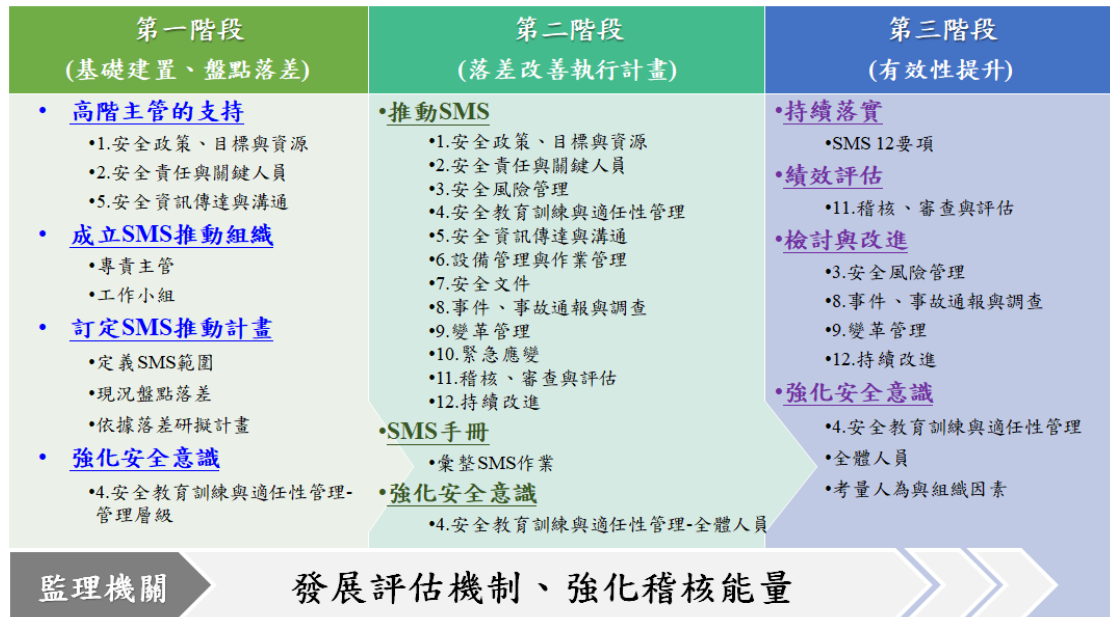 第一階段
(基礎建置、盤點落差)
• 高階主管的支持
•1.安全政策、目標與資源
•2.安全責任與關鍵人員
•5.安全資訊傳達與溝通
• 成立SMS推動組織
•專責主管
•工作小組
• 訂定SMS推動計畫
•定義SMS範圍
•現況盤點落差
•依據落差研擬計畫
• 強化安全意識
•4.安全教育訓練與適任性管理-
管理層級
第二階段
(落差改善執行計畫)
•推動SMS
•1.安全政策、目標與資源
•2.安全責任與關鍵人員
•3.安全風險管理
•4.安全教育訓練與適任性管理
•5.安全資訊傳達與溝通
•6.設備管理與作業管理
•7.安全文件
•8.事件、事故通報與調查
•9.變革管理
•10.緊急應變
•11.稽核、審查與評估
•12.持續改進
•SMS手冊
•彙整SMS作業
•強化安全意識
•4.安全教育訓練與適任性管理-全體人員
第三階段
(有效性提升)
•持續落實
•SMS 12要項
•績效評估
•11.稽核、審查與評估
•檢討與改進
•3.安全風險管理
•8.事件、事故通報與調查
•9.變革管理
•12.持續改進
•強化安全意識
•4.安全教育訓練與適任性管理
•全體人員
•考量人為與組織因素
監理機關
發展評估機制、強化稽核能量